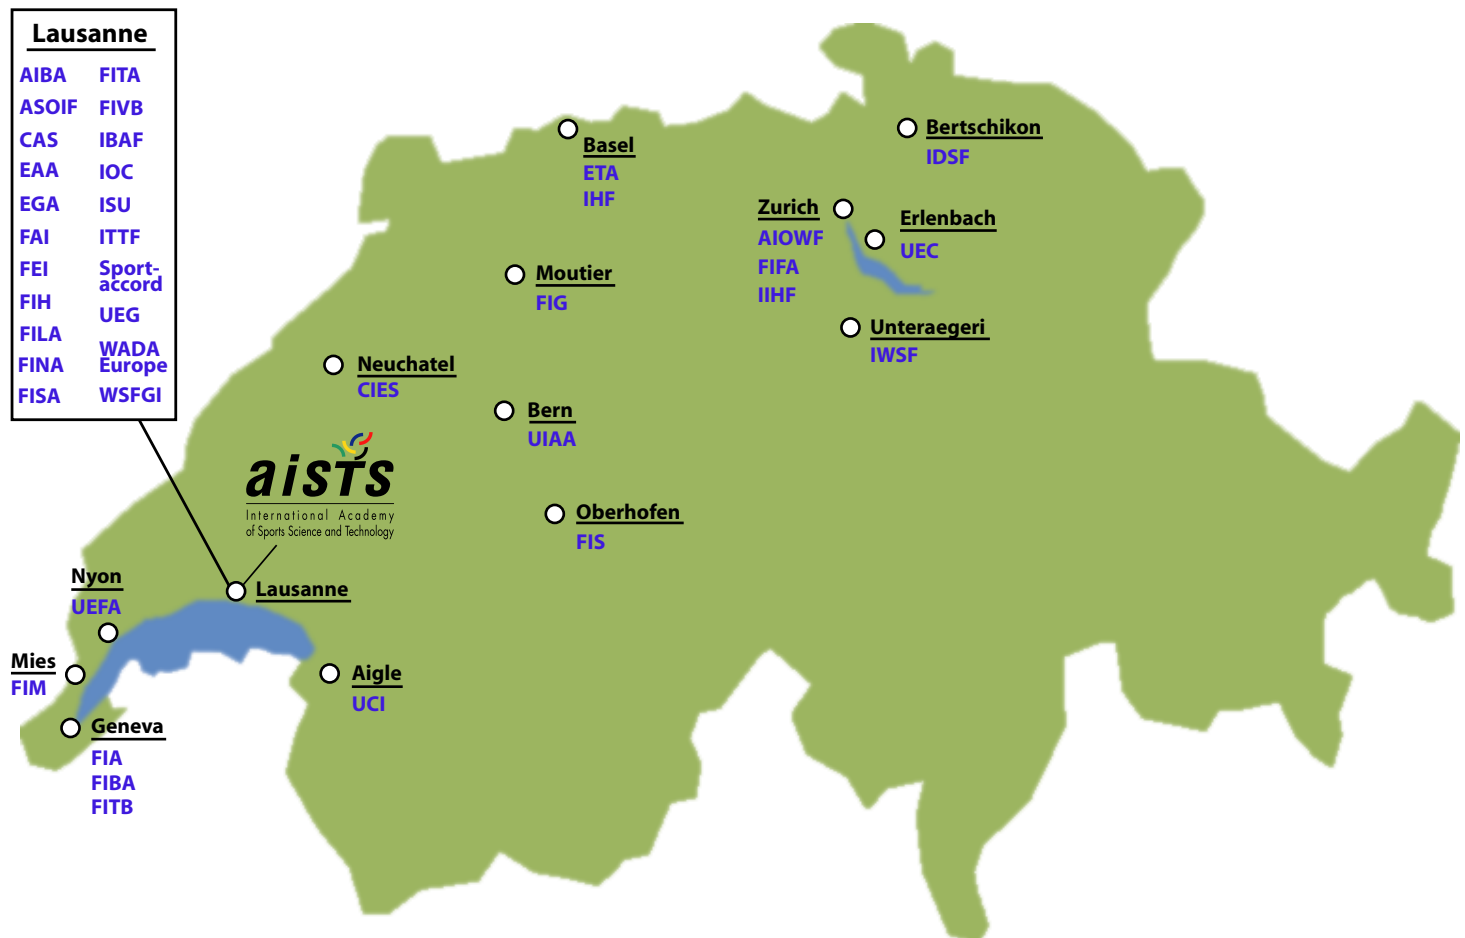 Lausanne
AIBA
ASOIF
CAS
EAA
EGA
FAI
FEI
FIH
FILA
FINA
FISA
FITA
FIVB
IBAF
IOC
ISU
ITTF
Sport-
accord
UEG
WADA
Europe
WSFGI
Basel
ETA
IHF
Bertschikon
IDSF
Zurich
AIOWF
FIFA
IIHF
Erlenbach
UEC
Moutier
FIG
Unteraegeri
IWSF
Neuchatel
CIES
Bern
UIAA
aisTs
International Academy
of Sports Science and Technology
Oberhofen
FIS
Nyon
UEFA
Lausanne
Mies
FIM
Aigle
UCI
Geneva
FIA
FIBA
FITB